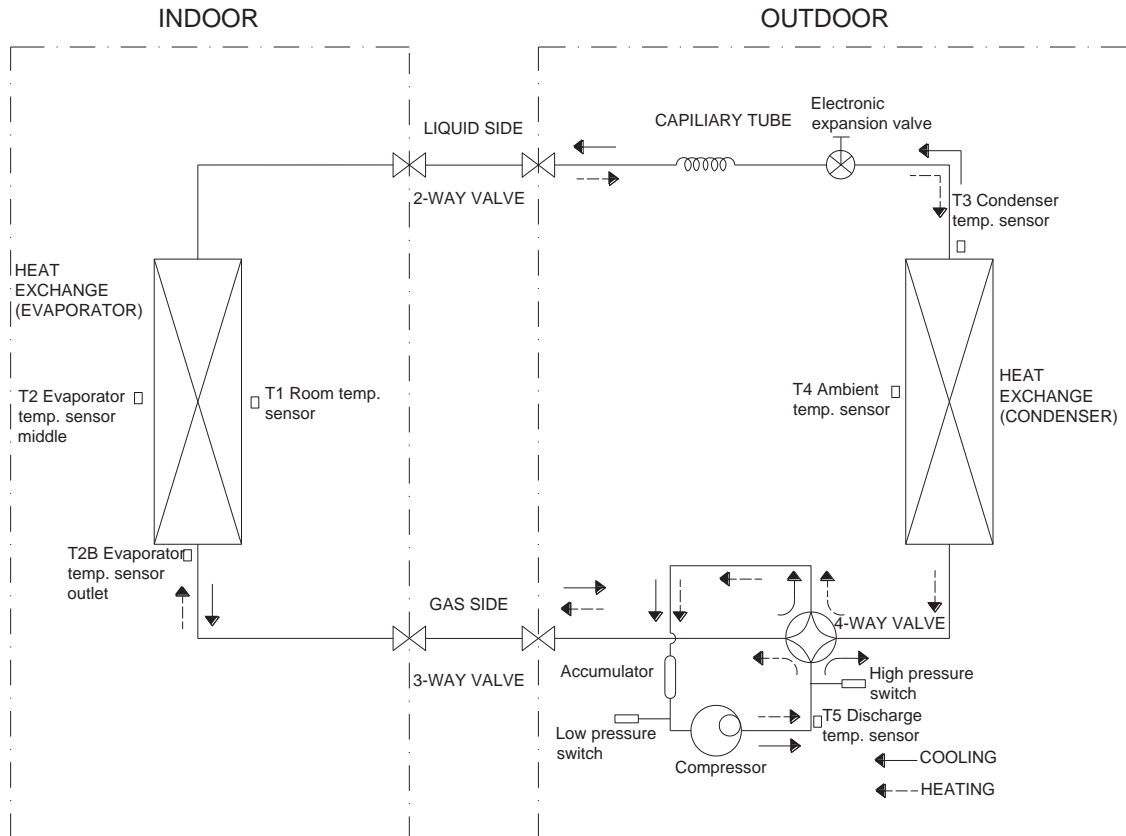 INDOOR
OUTDOOR
LIQUID SIDE
CAPILIARY TUBE
Electronic
expansion valve
2-WAY VALVE
T3 Condenser
temp. sensor
HEAT
EXCHANGE
(EVAPORATOR)
T2 Evaporator
temp. sensor
middle
T1 Room temp.
sensor
T4 Ambient
temp. sensor
HEAT
EXCHANGE
(CONDENSER)
T2B Evaporator
temp. sensor
outlet
GAS SIDE
3-WAY VALVE
4-WAY VALVE
Accumulator
High pressure
switch
Low pressure
switch
Compressor
T5 Discharge
temp. sensor
COOLING
HEATING